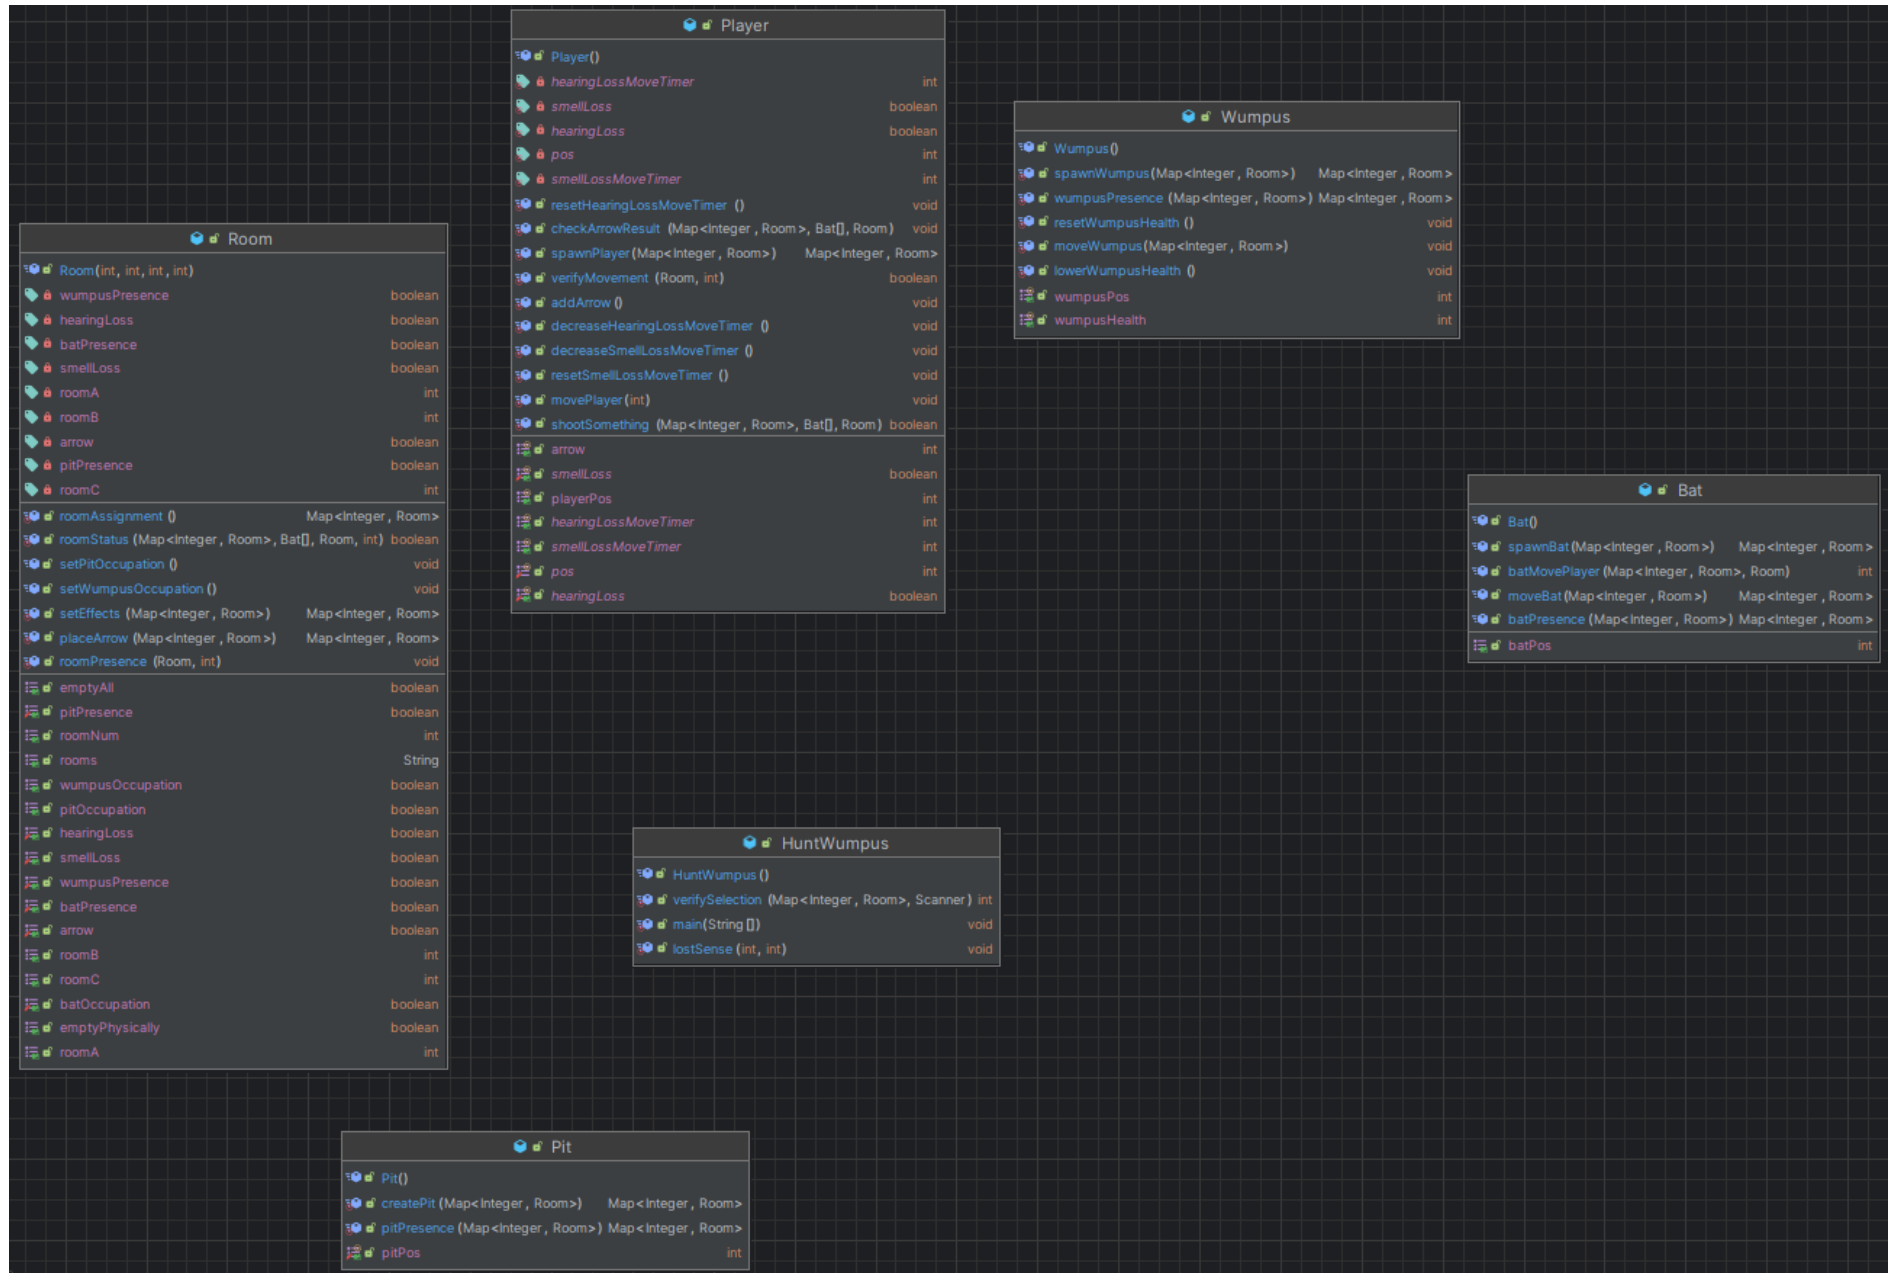 Player
Player()
hearingLossMoveTimer int
smellLoss boolean
hearingLoss boolean
pos int
smellLossMoveTimer int
resetHearingLossMoveTimer () void
checkArrowResult (Map<Integer, Room>, Bat[], Room) void
spawnPlayer(Map<Integer, Room>) Map<Integer, Room>
verifyMovement (Room, int) boolean
addArrow () void
decreaseHearingLossMoveTimer () void
decreaseSmellLossMoveTimer () void
resetSmellLossMoveTimer () void
movePlayer(int) void
shootSomething (Map<Integer, Room>, Bat[], Room) boolean
arrow int
smellLoss boolean
playerPos int
hearingLossMoveTimer int
smellLossMoveTimer int
pos int
hearingLoss boolean
Wumpus
Wumpus()
spawnWumpus(Map<Integer, Room>) Map<Integer, Room>
wumpusPresence (Map<Integer, Room>) Map<Integer, Room>
resetWumpusHealth () void
moveWumpus(Map<Integer, Room>) void
lowerWumpusHealth () void
wumpusPos int
wumpusHealth int
Room
Room(int, int, int, int)
wumpusPresence boolean
hearingLoss boolean
batPresence boolean
smellLoss boolean
roomA int
roomB int
arrow boolean
pitPresence boolean
roomC int
roomAssignment () Map<Integer, Room>
roomStatus (Map<Integer, Room>, Bat[], Room, int) boolean
setPitOccupation () void
setWumpusOccupation () void
setEffects (Map<Integer, Room>) Map<Integer, Room>
placeArrow (Map<Integer, Room>) Map<Integer, Room>
roomPresence (Room, int) void
emptyAll boolean
pitPresence boolean
roomNum int
rooms String
wumpusOccupation boolean
pitOccupation boolean
hearingLoss boolean
smellLoss boolean
wumpusPresence boolean
batPresence boolean
arrow boolean
roomB int
roomC int
batOccupation boolean
emptyPhysically boolean
roomA int
Bat
Bat()
spawnBat(Map<Integer, Room>) Map<Integer, Room>
batMovePlayer(Map<Integer, Room>, Room) int
moveBat(Map<Integer, Room>) Map<Integer, Room>
batPresence (Map<Integer, Room>) Map<Integer, Room>
batPos int
HuntWumpus
HuntWumpus ()
verifySelection (Map<Integer, Room>, Scanner) int
main(String[]) void
lostSense (int, int) void
Pit
Pit()
createPit(Map<Integer, Room>) Map<Integer, Room>
pitPresence (Map<Integer, Room>) Map<Integer, Room>
pitPos int